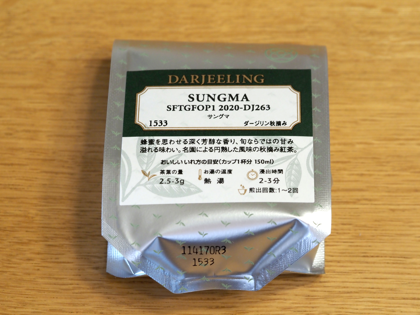 DARJEELING
SUNGMA
SFTGFOP1 2020-DJ263
サングマ
1533 ダージリン秋摘み
蜂蜜を思わせる深く芳醇な香り、旬ならではの甘み
溢れる味わい。名園による円熟した風味の秋摘み紅茶。
おいしいいれ方の目安(カップ1杯分 150ml)
茶葉の量 お湯の温度 浸出時間
2.5-3g 熱湯 2-3分
煎出回数:1〜2回
11417OR3
1533